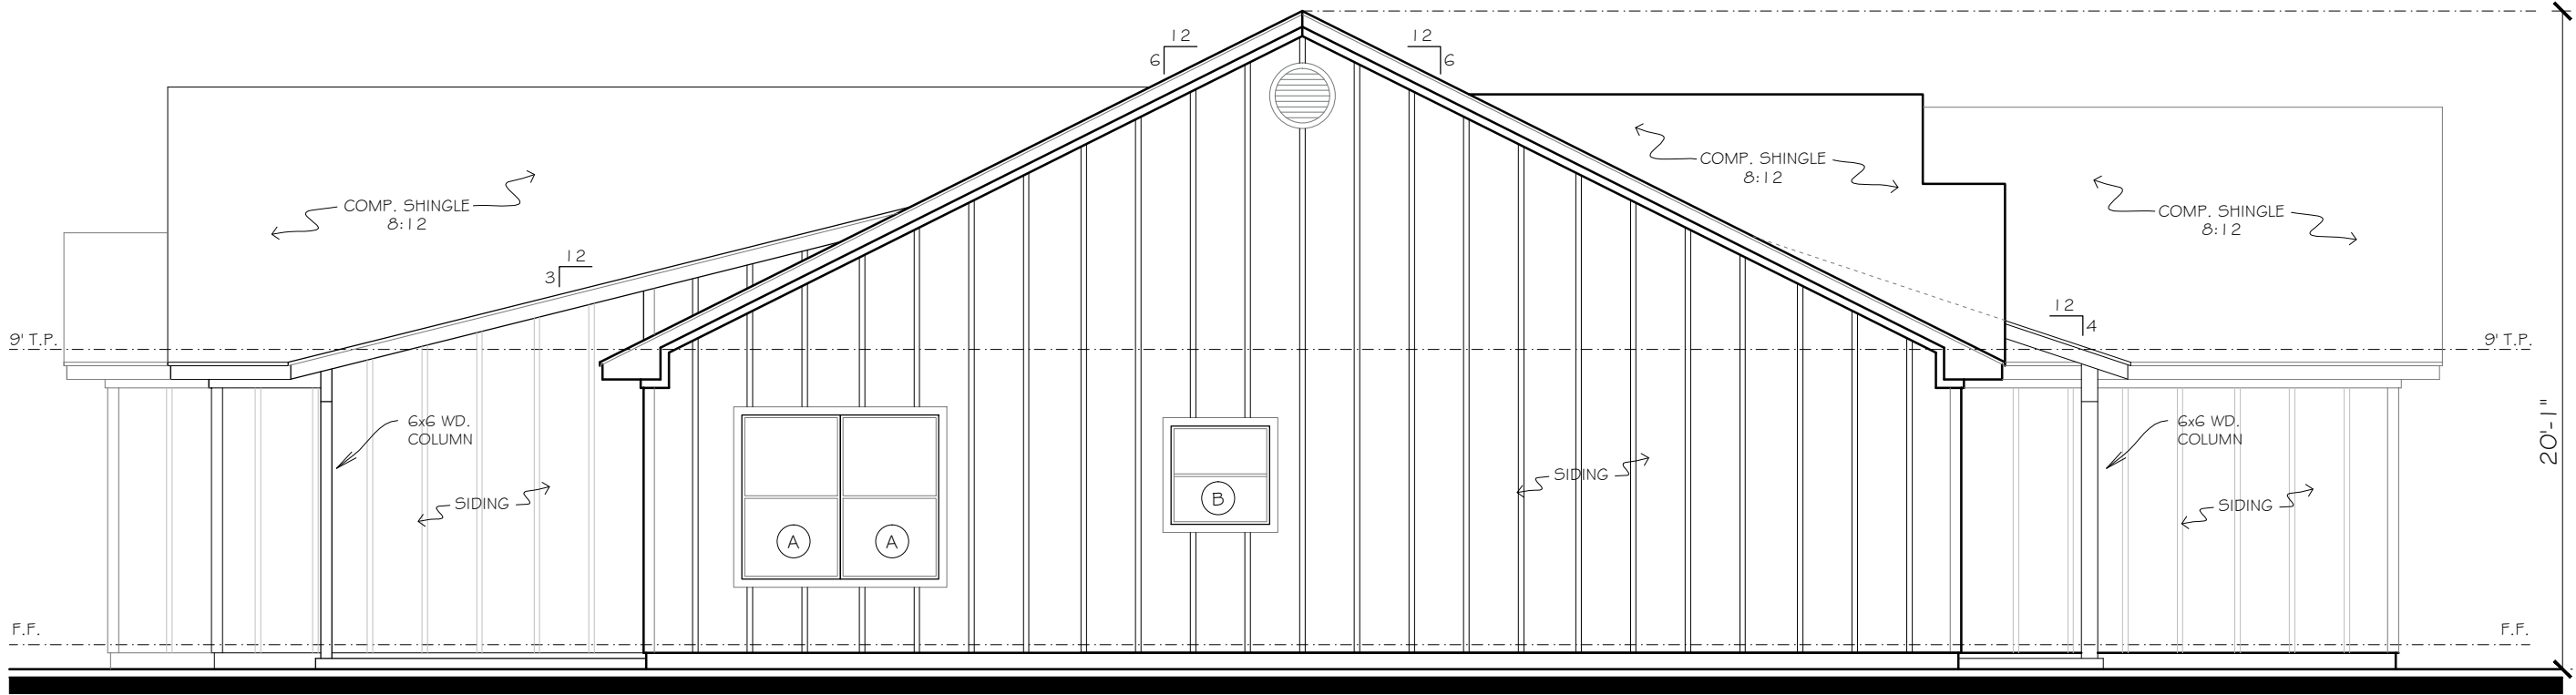 12
6
12
6
COMP. SHINGLE
8:12
COMP. SHINGLE
8:12
COMP. SHINGLE
8:12
12
3
12
4
9' T.P.
9' T.P.
6x6 WD.
COLUMN
6x6 WD.
COLUMN
20'-1"
SIDING
SIDING
SIDING
A
A
B
F.F.
F.F.